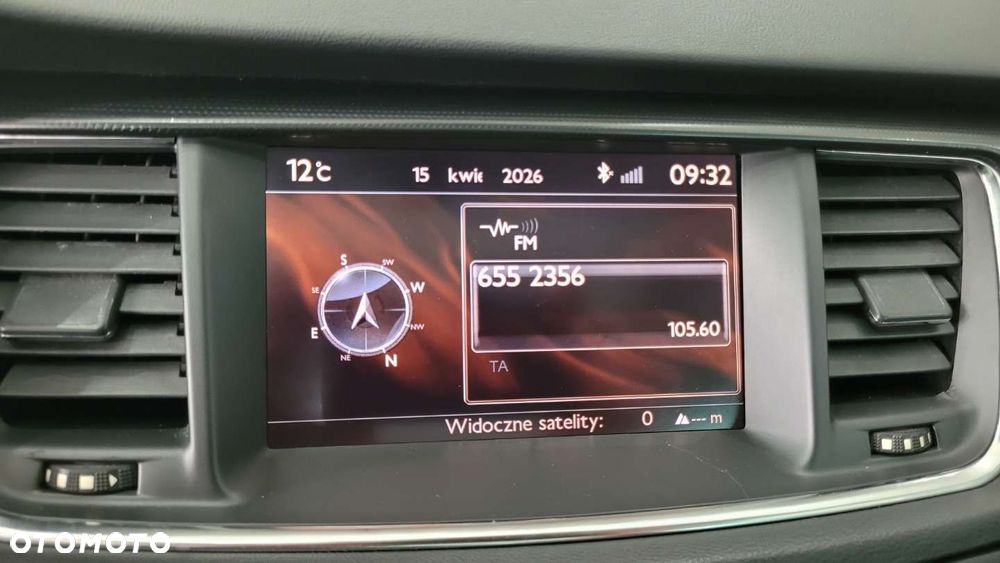 12°C 15 kwie 2026 09:32
FM
655 2356
105.60
TA
S
SW
W
NW
N
NE
E
SE
Widoczne satelity: 0 --- m
OTOMOTO